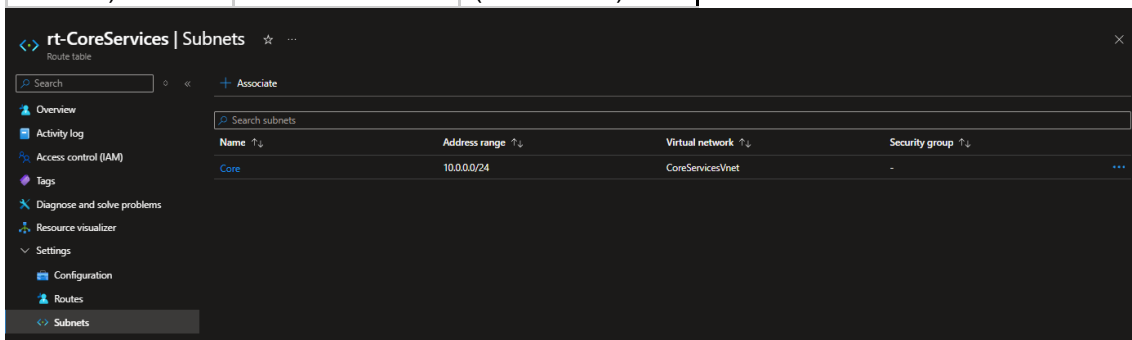 rt-CoreServices | Subnets
Route table
Search
Associate
Overview
Search subnets
Activity log
Name Address range Virtual network Security group
Access control (IAM)
Core 10.0.0.0/24 CoreServicesVnet -
Tags
Diagnose and solve problems
Resource visualizer
Settings
Configuration
Routes
Subnets